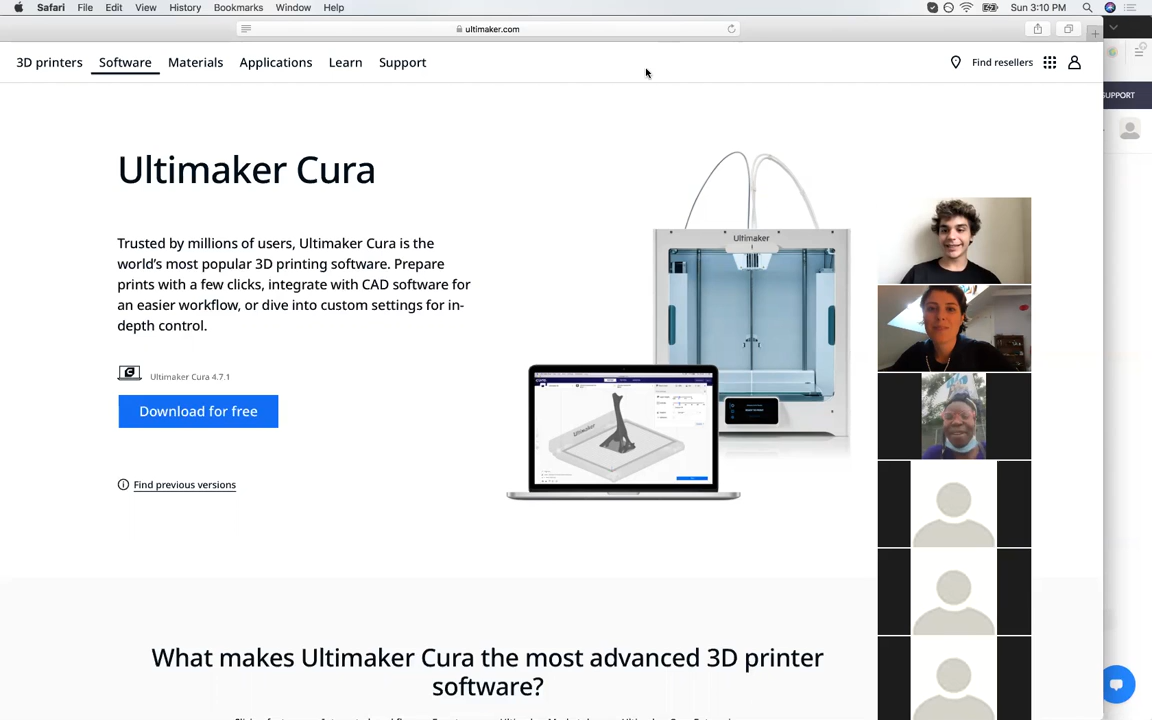 Safari File Edit View History Bookmarks Window Help Sun 3:10 PM
ultimaker.com
3D printers Software Materials Applications Learn Support Find resellers
SUPPORT
Ultimaker Cura
Trusted by millions of users, Ultimaker Cura is the
world’s most popular 3D printing software. Prepare
prints with a few clicks, integrate with CAD software for
an easier workflow, or dive into custom settings for in-
depth control.
Ultimaker Cura 4.7.1
Download for free
Find previous versions
Ultimaker
Ultimaker
What makes Ultimaker Cura the most advanced 3D printer
software?